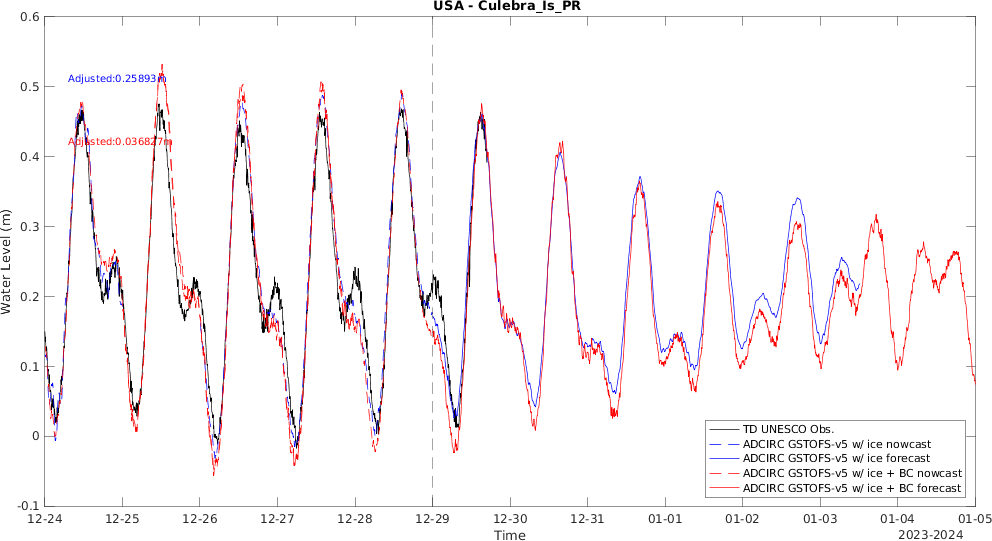 USA - Culebra_Is_PR
0.6
0.5
0.4
0.3
0.2
0.1
0
-0.1
Water Level (m)
Adjusted:0.25893m
Adjusted:0.036827m
TD UNESCO Obs.
ADCIRC GSTOFS-v5 w/ ice nowcast
ADCIRC GSTOFS-v5 w/ ice forecast
ADCIRC GSTOFS-v5 w/ ice + BC nowcast
ADCIRC GSTOFS-v5 w/ ice + BC forecast
12-24 12-25 12-26 12-27 12-28 12-29 12-30 12-31 01-01 01-02 01-03 01-04 01-05
Time
2023-2024